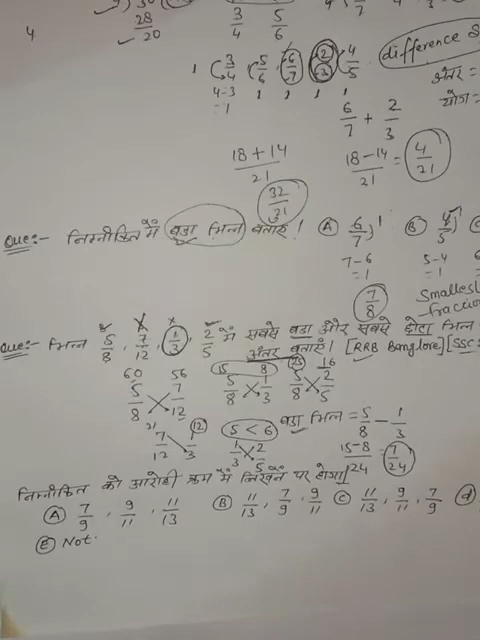 28
20
4
3/4 5/6
1 3/4, 5/6, 6/7, 2/3, 4/5
difference
4-3 =1 1 1 1 1
अंतर =
योज =
6/7 + 2/3
18+14/21 18-14/21 = 4/21
32/21
Que:- निम्नांकित में बड़ा भिन्न बताएं! (A) 6/7, 1 (B) 4/5, 1
7-6 =1 5-4 =1
7/8 Smallest
fraction
Que:- भिन्न 5/8, 7/12, 1/3, 2/5 में सबसे बड़ा और सबसे छोटा भिन्न
अंतर बताएं। [RRB Banglore] [SSC
60 56 15 8 25 16
5/8 × 7/12 5/8 × 1/3 5/8 × 2/5
21 12
7/12 × 1/3 5<6 बड़ा भिन्न = 5/8 - 1/3
1/3 × 2/5 15-8/24 = 7/24
निम्नांकित को आरोही क्रम में लिखने पर होगा।
(A) 7/9, 9/11, 11/13 (B) 11/13, 7/9, 9/11 (C) 11/13, 9/11, 7/9 (d)
(E) Not.